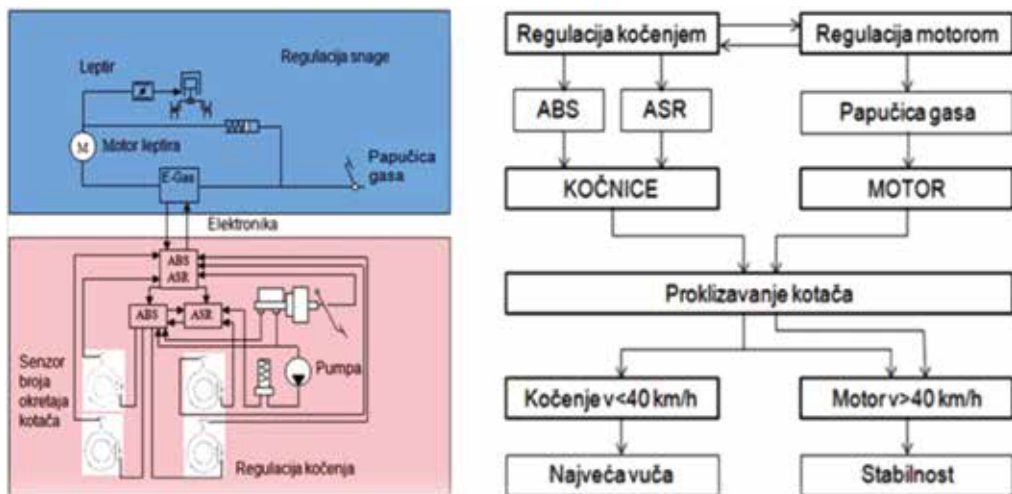 Leptir
Regulacija snage
M
Motor leptira
Papučica
gasa
E-Gas
Elektronika
ABS
ASR
ABS
ASR
Senzor
broja
okretaja
kotača
Pumpa
Regulacija kočenja
Regulacija kočenjem
Regulacija motorom
ABS
ASR
Papučica gasa
KOČNICE
MOTOR
Proklizavanje kotača
Kočenje v<40 km/h
Motor v>40 km/h
Najveća vuča
Stabilnost